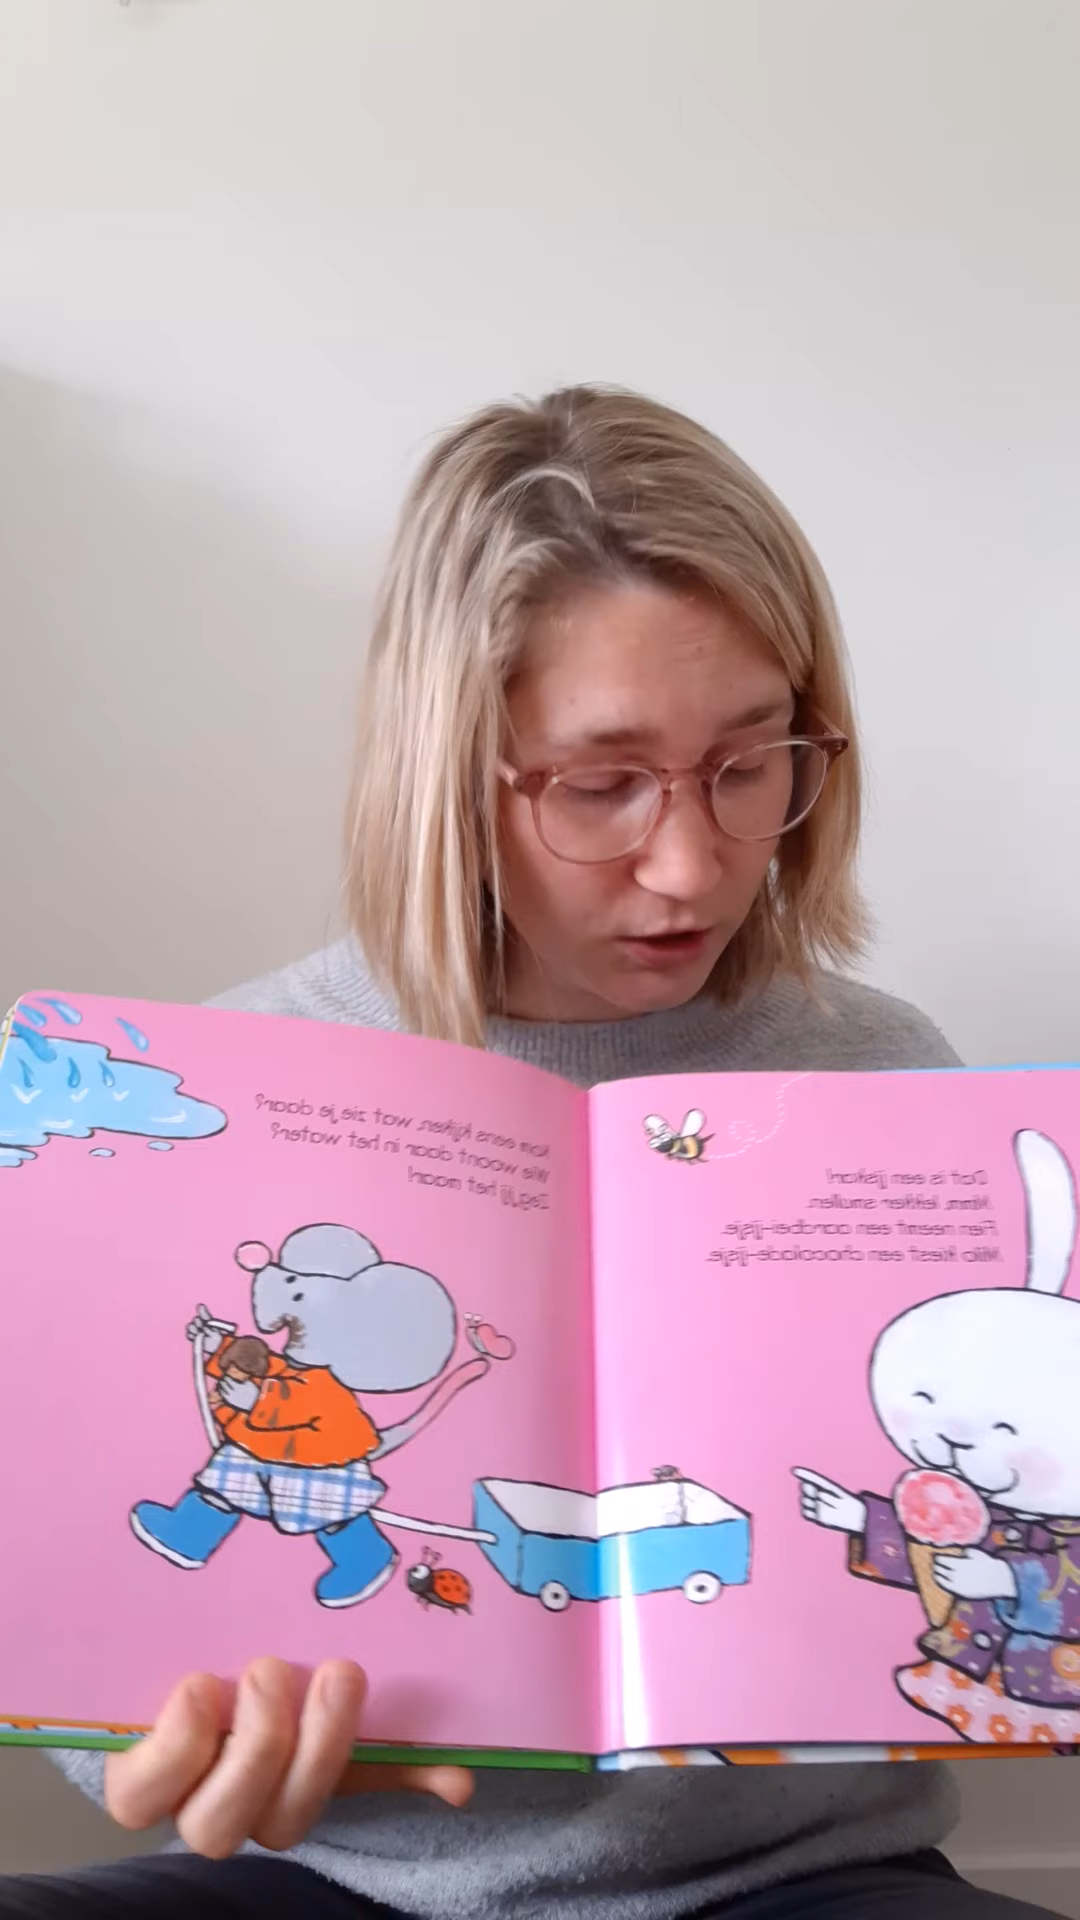 Dat is een ijskar!
Mmm, lekker smullen.
Fien neemt een aardbei-ijsje.
Milo kiest een chocolade-ijsje.
Kom eens kijken, wat zie je daar?
Wie woont daar in het water?
Zeg jij het maar!